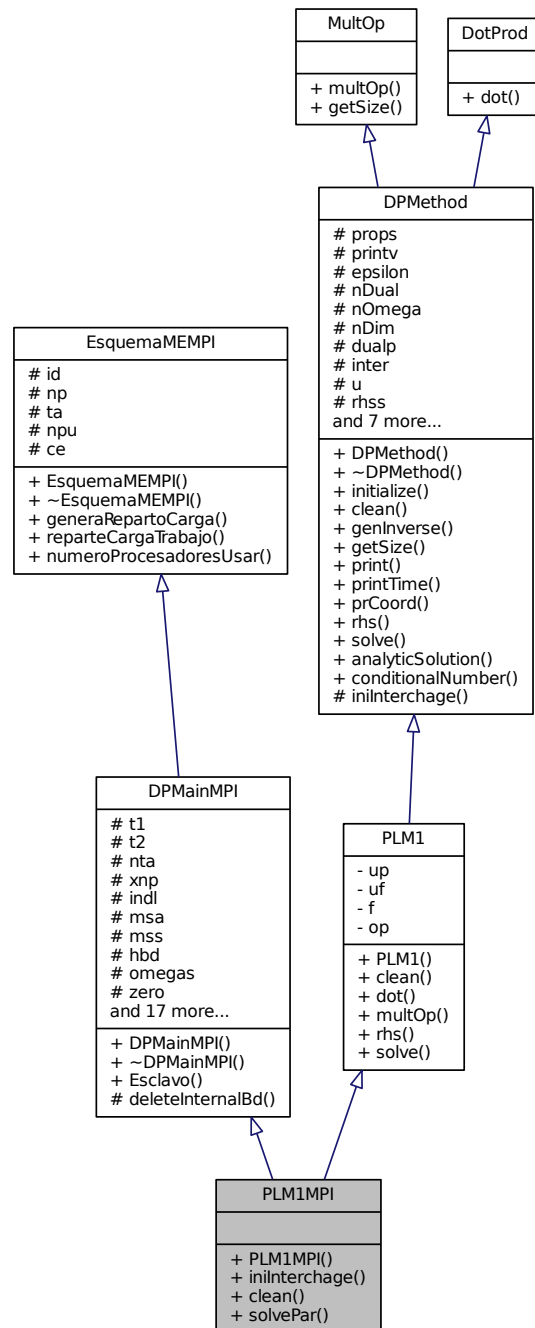 MultOp
+ multOp()
+ getSize()
DotProd
+ dot()
DPMethod
# props
# printv
# epsilon
# nDual
# nOmega
# nDim
# dualp
# inter
# u
# rhss
and 7 more...
+ DPMethod()
+ ~DPMethod()
+ initialize()
+ clean()
+ genInverse()
+ getSize()
+ print()
+ printTime()
+ prCoord()
+ rhs()
+ solve()
+ analyticSolution()
+ conditionalNumber()
# iniInterchage()
EsquemaMEMPI
# id
# np
# ta
# npu
# ce
+ EsquemaMEMPI()
+ ~EsquemaMEMPI()
+ generaRepartoCarga()
+ reparteCargaTrabajo()
+ numeroProcesadoresUsar()
DPMainMPI
# t1
# t2
# nta
# xnp
# indl
# msa
# mss
# hbd
# omegas
# zero
and 17 more...
+ DPMainMPI()
+ ~DPMainMPI()
+ Esclavo()
# deleteInternalBd()
PLM1
- up
- uf
- f
- op
+ PLM1()
+ clean()
+ dot()
+ multOp()
+ rhs()
+ solve()
PLM1MPI
+ PLM1MPI()
+ iniInterchage()
+ clean()
+ solvePar()